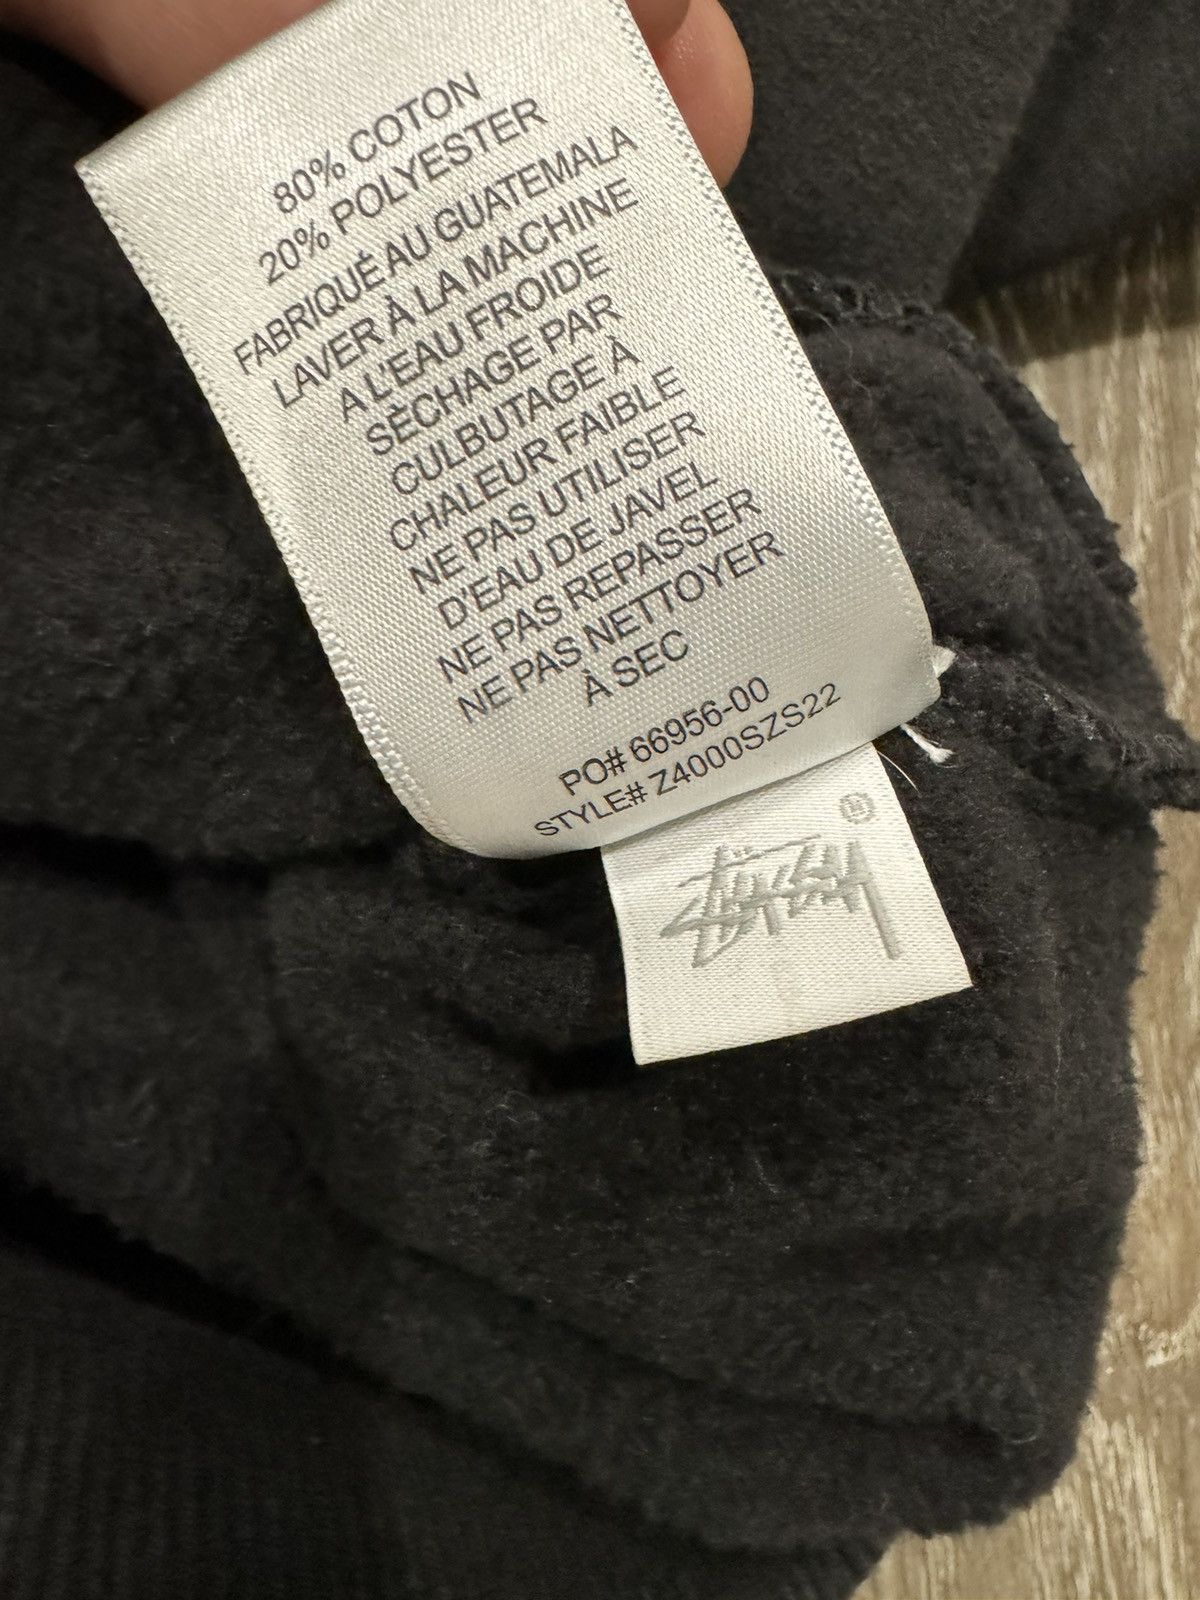 80% COTON
20% POLYESTER
FABRIQUÉ AU GUATEMALA
LAVER À LA MACHINE
A L'EAU FROIDE
SÈCHAGE PAR
CULBUTAGE À
CHALEUR FAIBLE
NE PAS UTILISER
D'EAU DE JAVEL
NE PAS REPASSER
NE PAS NETTOYER
À SEC
PO# 66956-00
STYLE# Z4000SZS22
Stüssy